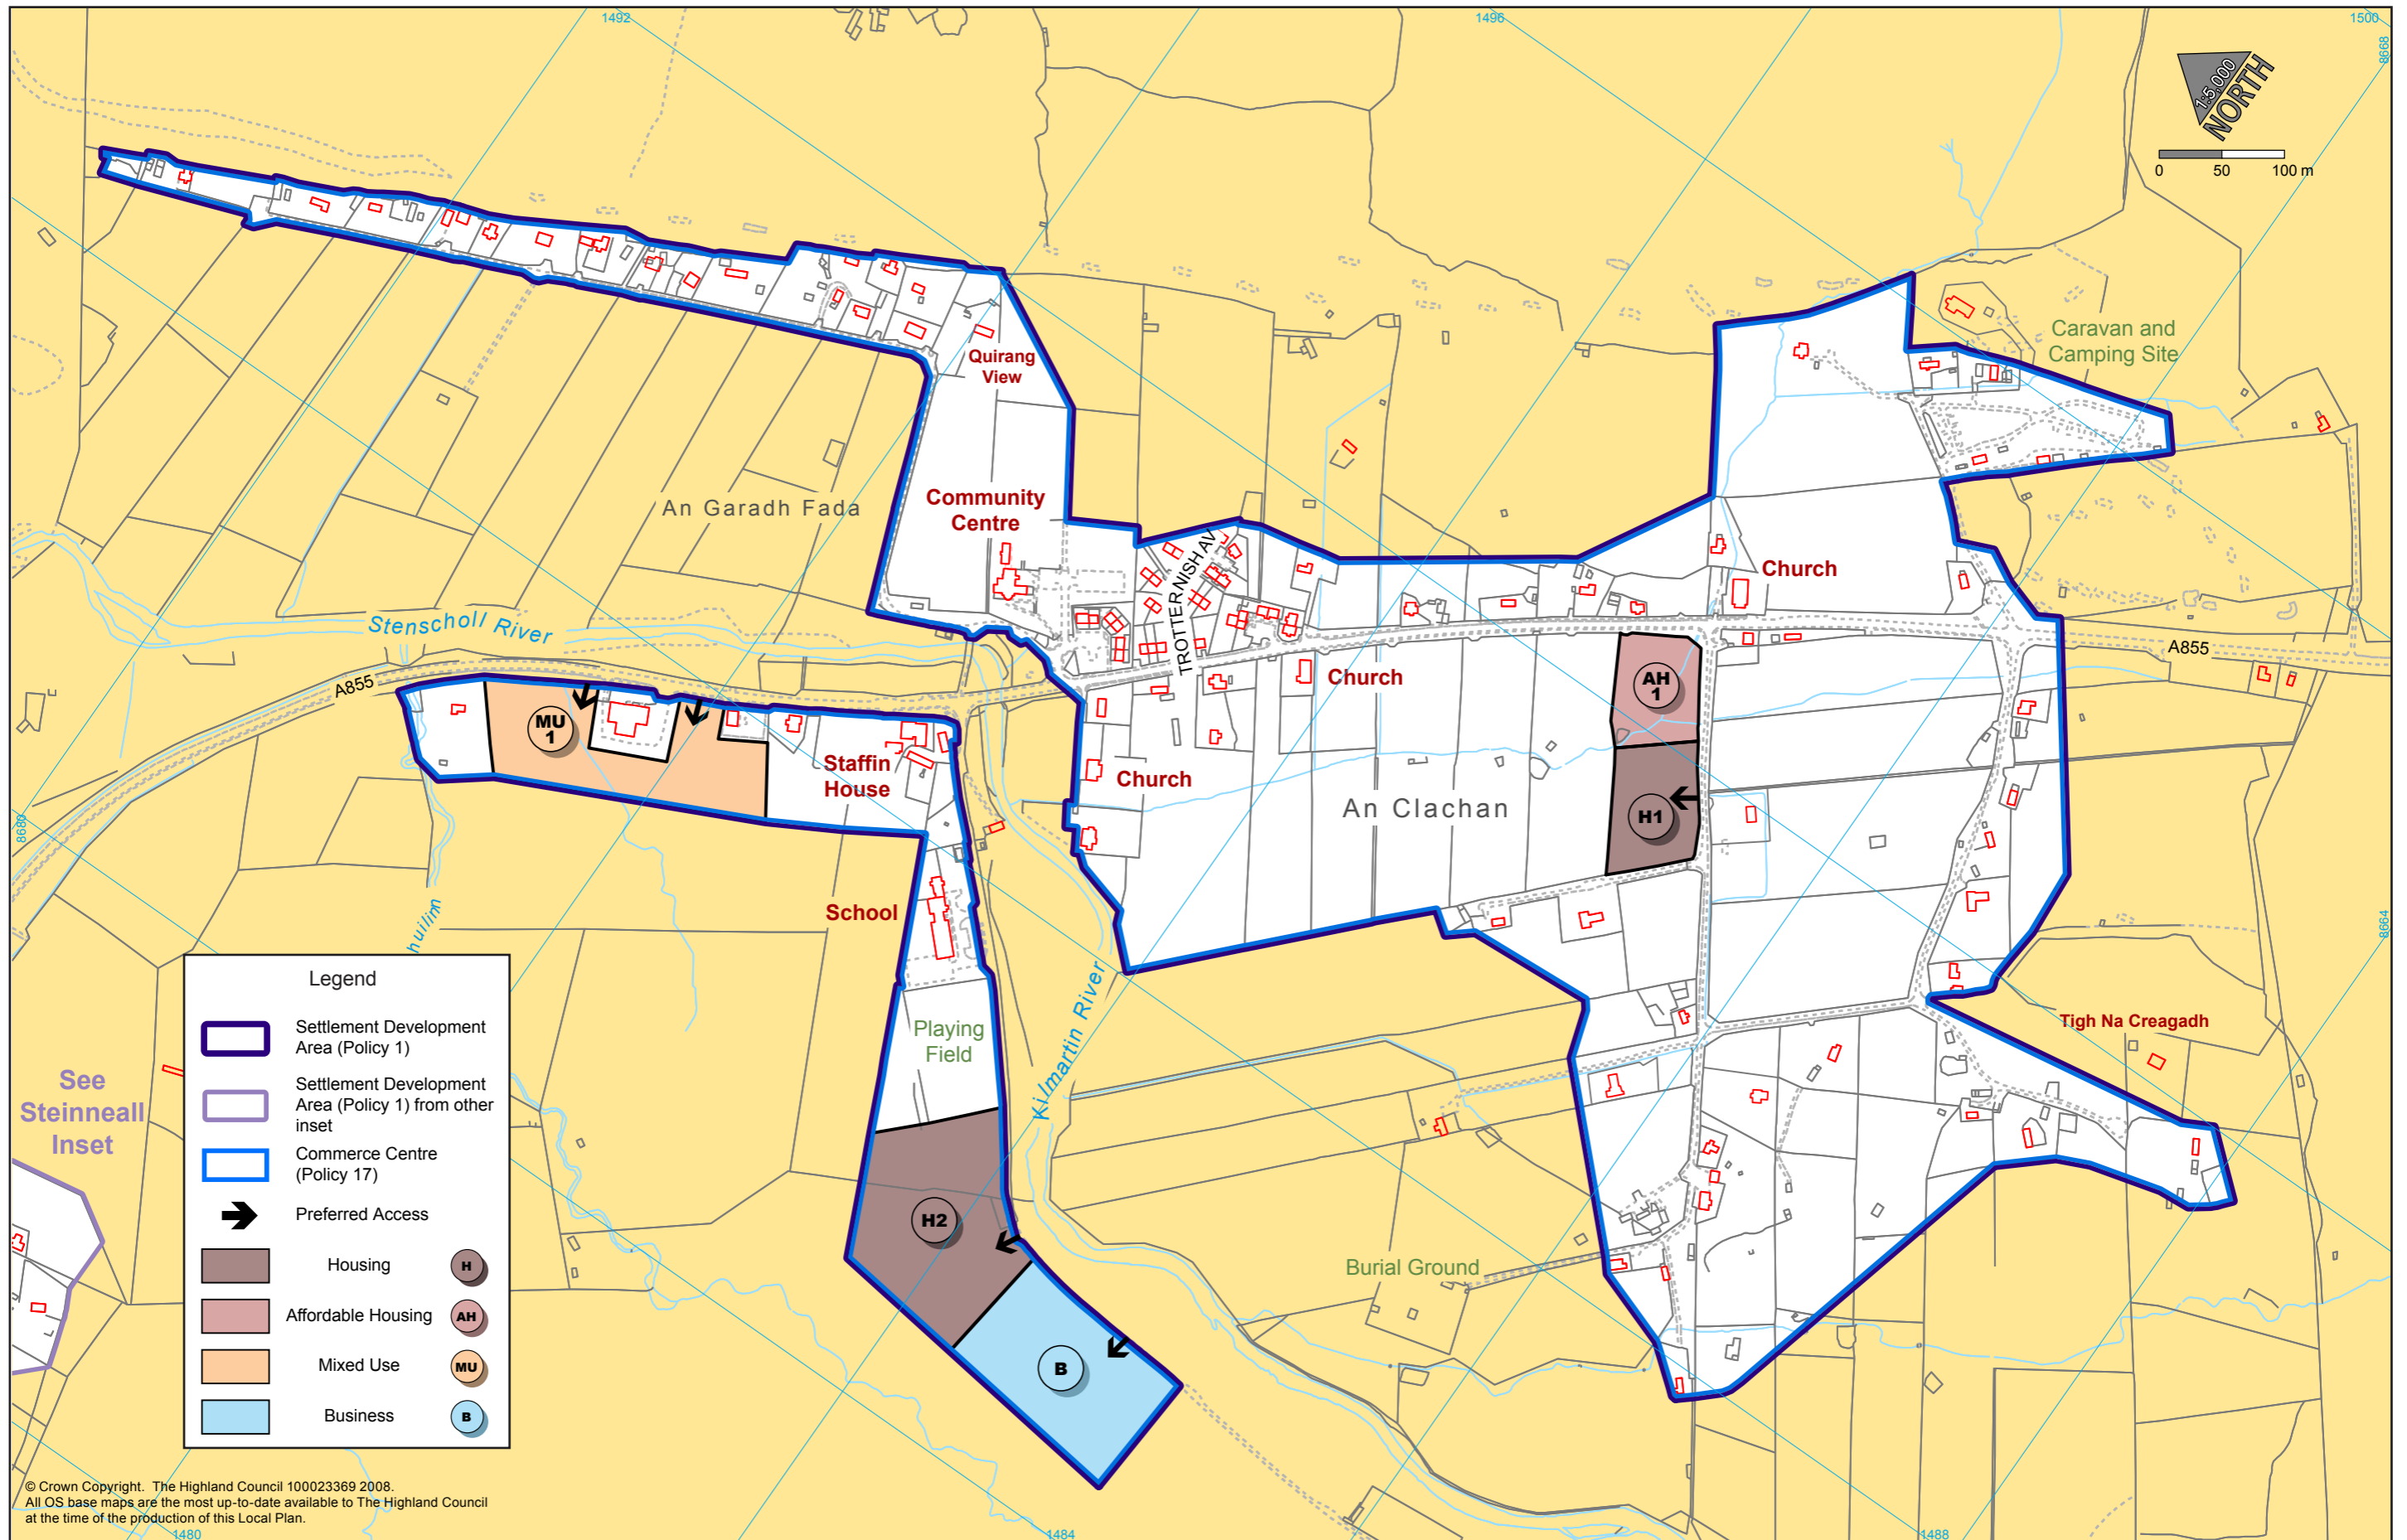 1492
1496
1500
8668
1:5,000
NORTH
0 50 100 m
Caravan and
Camping Site
Quirang
View
Community
Centre
An Garadh Fada
TROTTERNISH AV
Church
Stenscholl River
A855
A855
Church
AH
1
MU
1
Staffin
House
Church
An Clachan
H1
8680
School
huilinn
8664
Legend
Settlement Development
Area (Policy 1)
Settlement Development
Area (Policy 1) from other
inset
Commerce Centre
(Policy 17)
Preferred Access
Housing H
Affordable Housing AH
Mixed Use MU
Business B
Playing
Field
Kilmartin River
Tigh Na Creagadh
See
Steinneall
Inset
H2
Burial Ground
B
© Crown Copyright. The Highland Council 100023369 2008.
All OS base maps are the most up-to-date available to The Highland Council
at the time of the production of this Local Plan.
1480
1484
1488